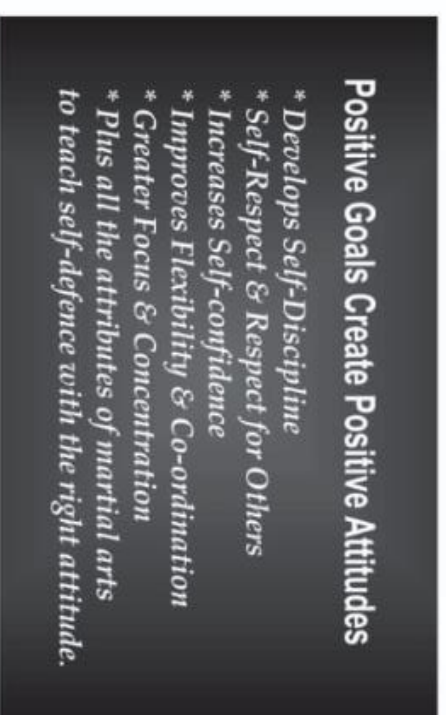 Positive Goals Create Positive Attitudes
* Develops Self-Discipline
* Self-Respect & Respect for Others
* Increases Self-confidence
* Improves Flexibility & Co-ordination
* Greater Focus & Concentration
* Plus all the attributes of martial arts
to teach self-defence with the right attitude.